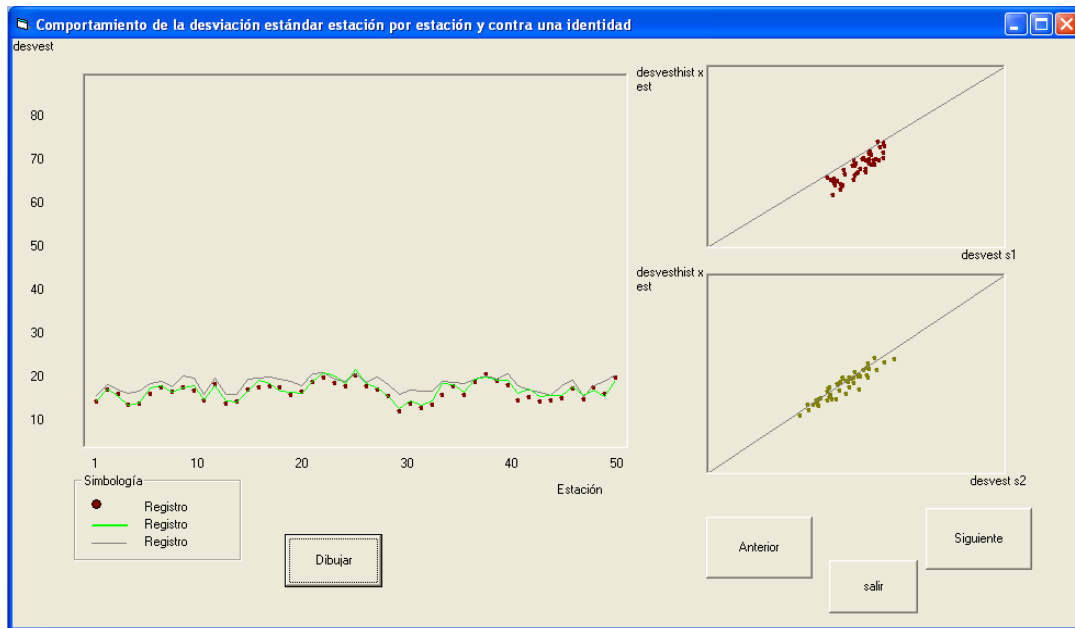 Comportamiento de la desviación estándar estación por estación y contra una identidad
desvest
80
70
60
50
40
30
20
10
1 10 20 30 40 50
Estación
Simbología
Registro
Registro
Registro
Dibujar
desvesthist x
est
desvest s1
desvesthist x
est
desvest s2
Anterior
Siguiente
salir